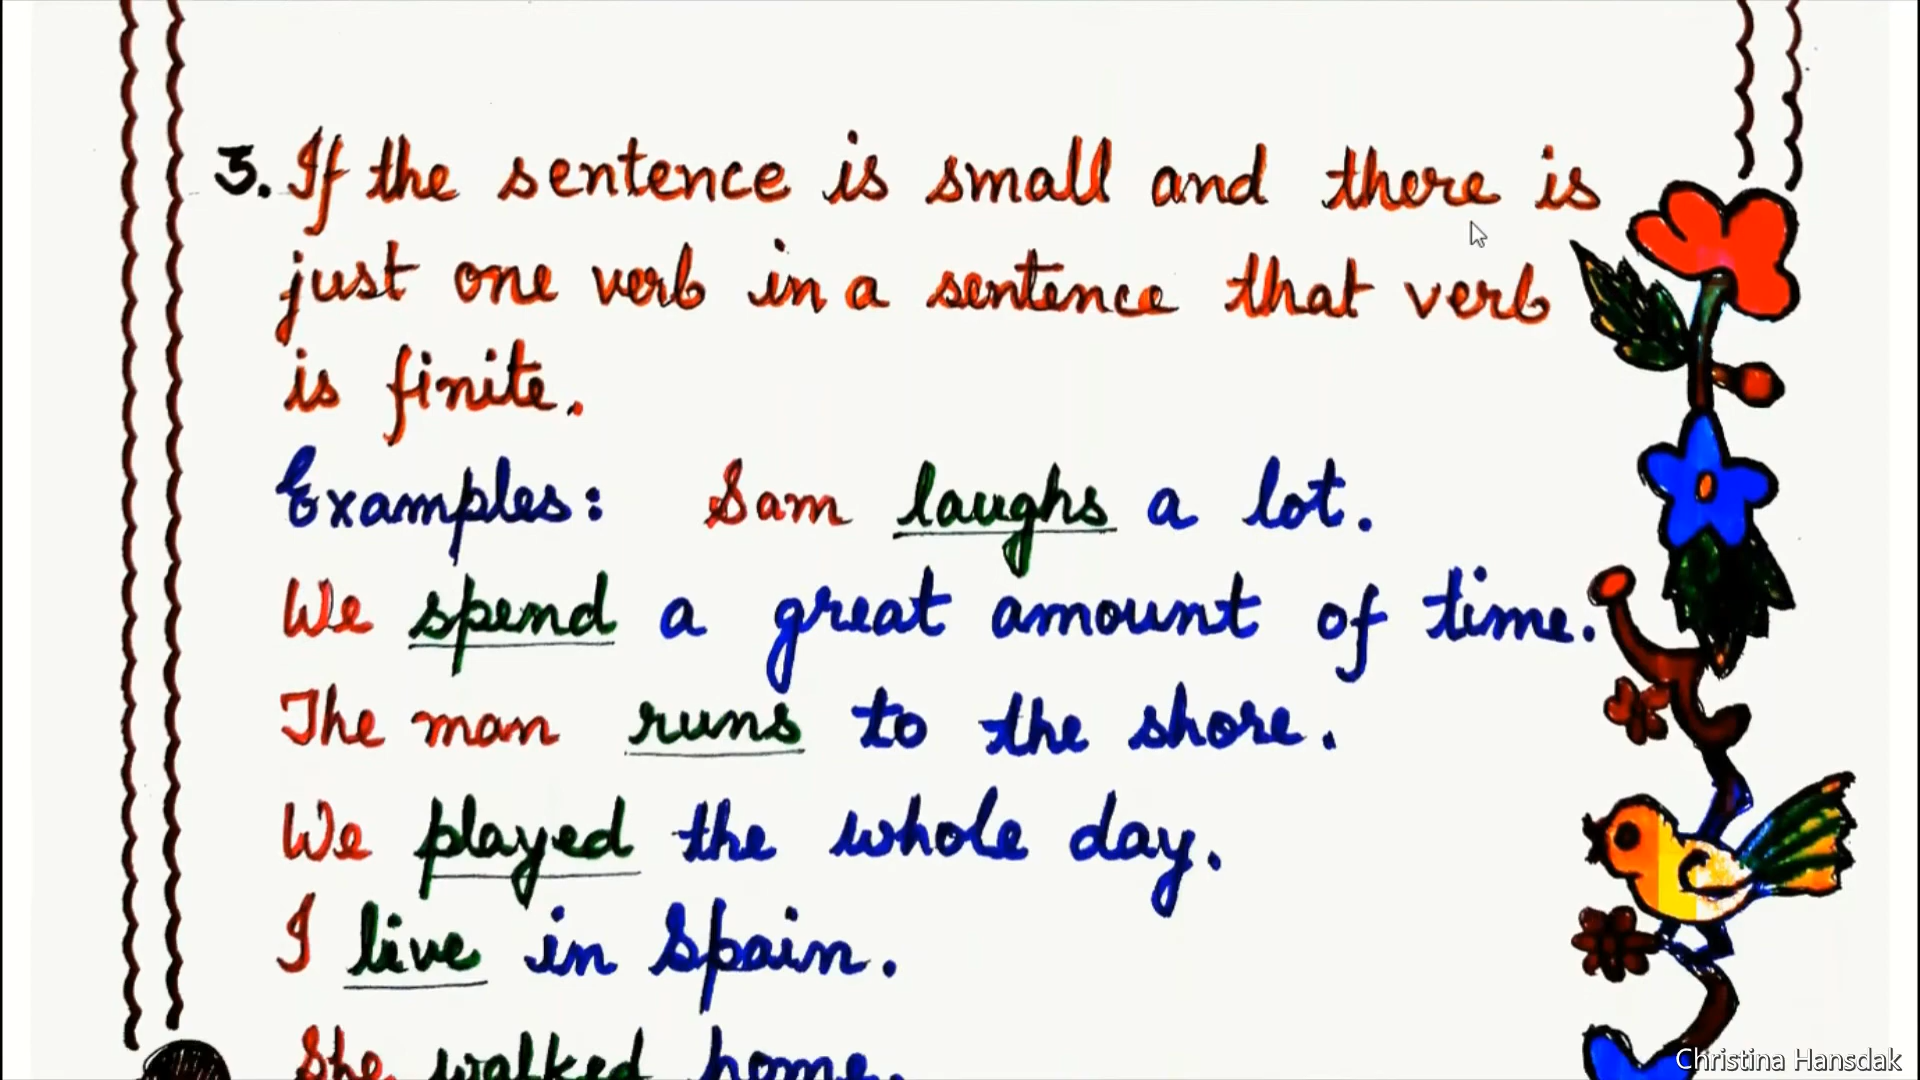 3. If the sentence is small and there is
just one verb in a sentence that verb
is finite.
Examples: Sam laughs a lot.
We spend a great amount of time.
The man runs to the shore.
We played the whole day.
I live in Spain.
She walked home.
Christina Hansdak